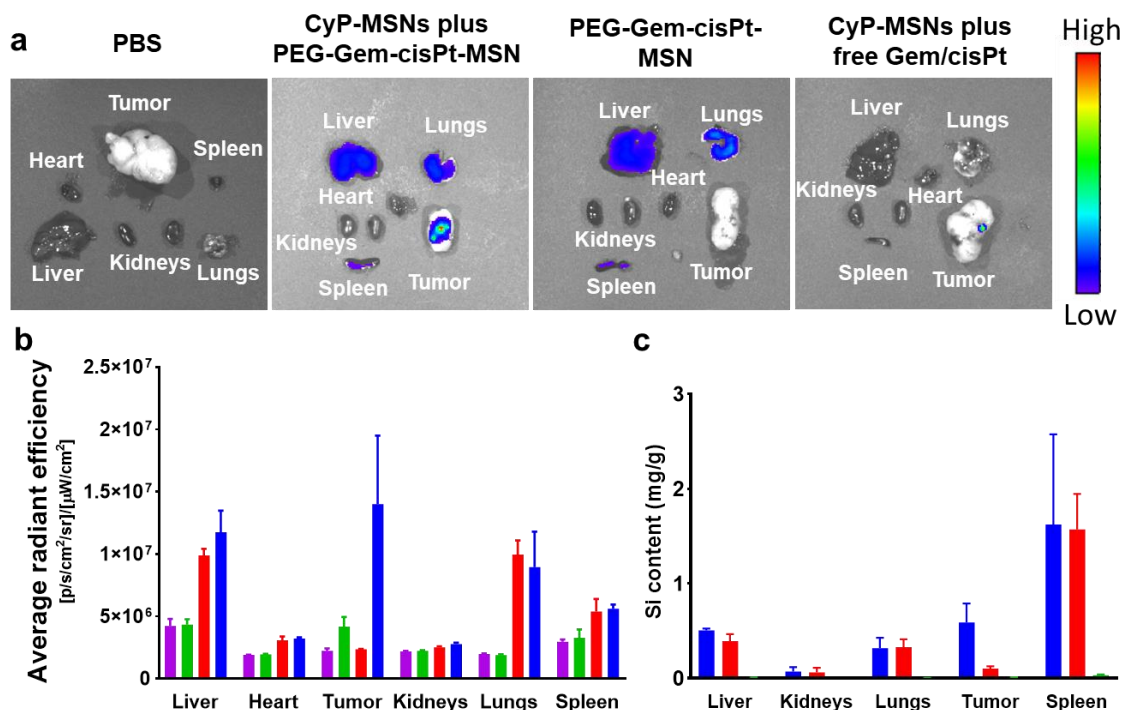 a
PBS
CyP-MSNs plus
PEG-Gem-cisPt-MSN
PEG-Gem-cisPt-
MSN
CyP-MSNs plus
free Gem/cisPt
High
Low
Tumor
Heart
Spleen
Liver
Kidneys
Lungs
Liver
Lungs
Heart
Kidneys
Spleen
Tumor
Liver
Lungs
Heart
Kidneys
Spleen
Tumor
Liver
Lungs
Kidneys
Heart
Spleen
Tumor
b
Average radiant efficiency
[p/s/cm²/sr]/[µW/cm²]
2.5×10⁷
2×10⁷
1.5×10⁷
1×10⁷
5×10⁶
0
Liver Heart Tumor Kidneys Lungs Spleen
c
Si content (mg/g)
3
2
1
0
Liver Kidneys Lungs Tumor Spleen